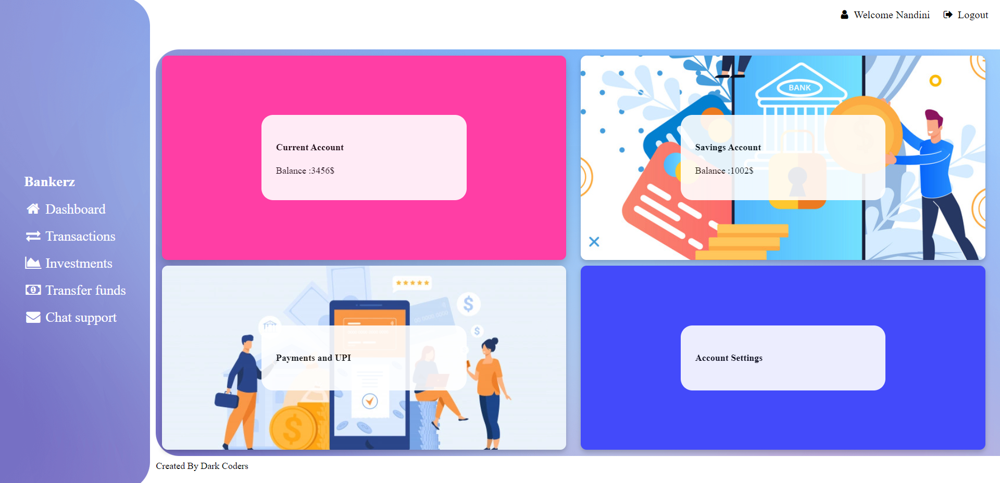 Welcome Nandini
Logout
Bankerz
Dashboard
Transactions
Investments
Transfer funds
Chat support
Current Account
Balance :3456$
BANK
Savings Account
Balance :1002$
Payments and UPI
Account Settings
Created By Dark Coders